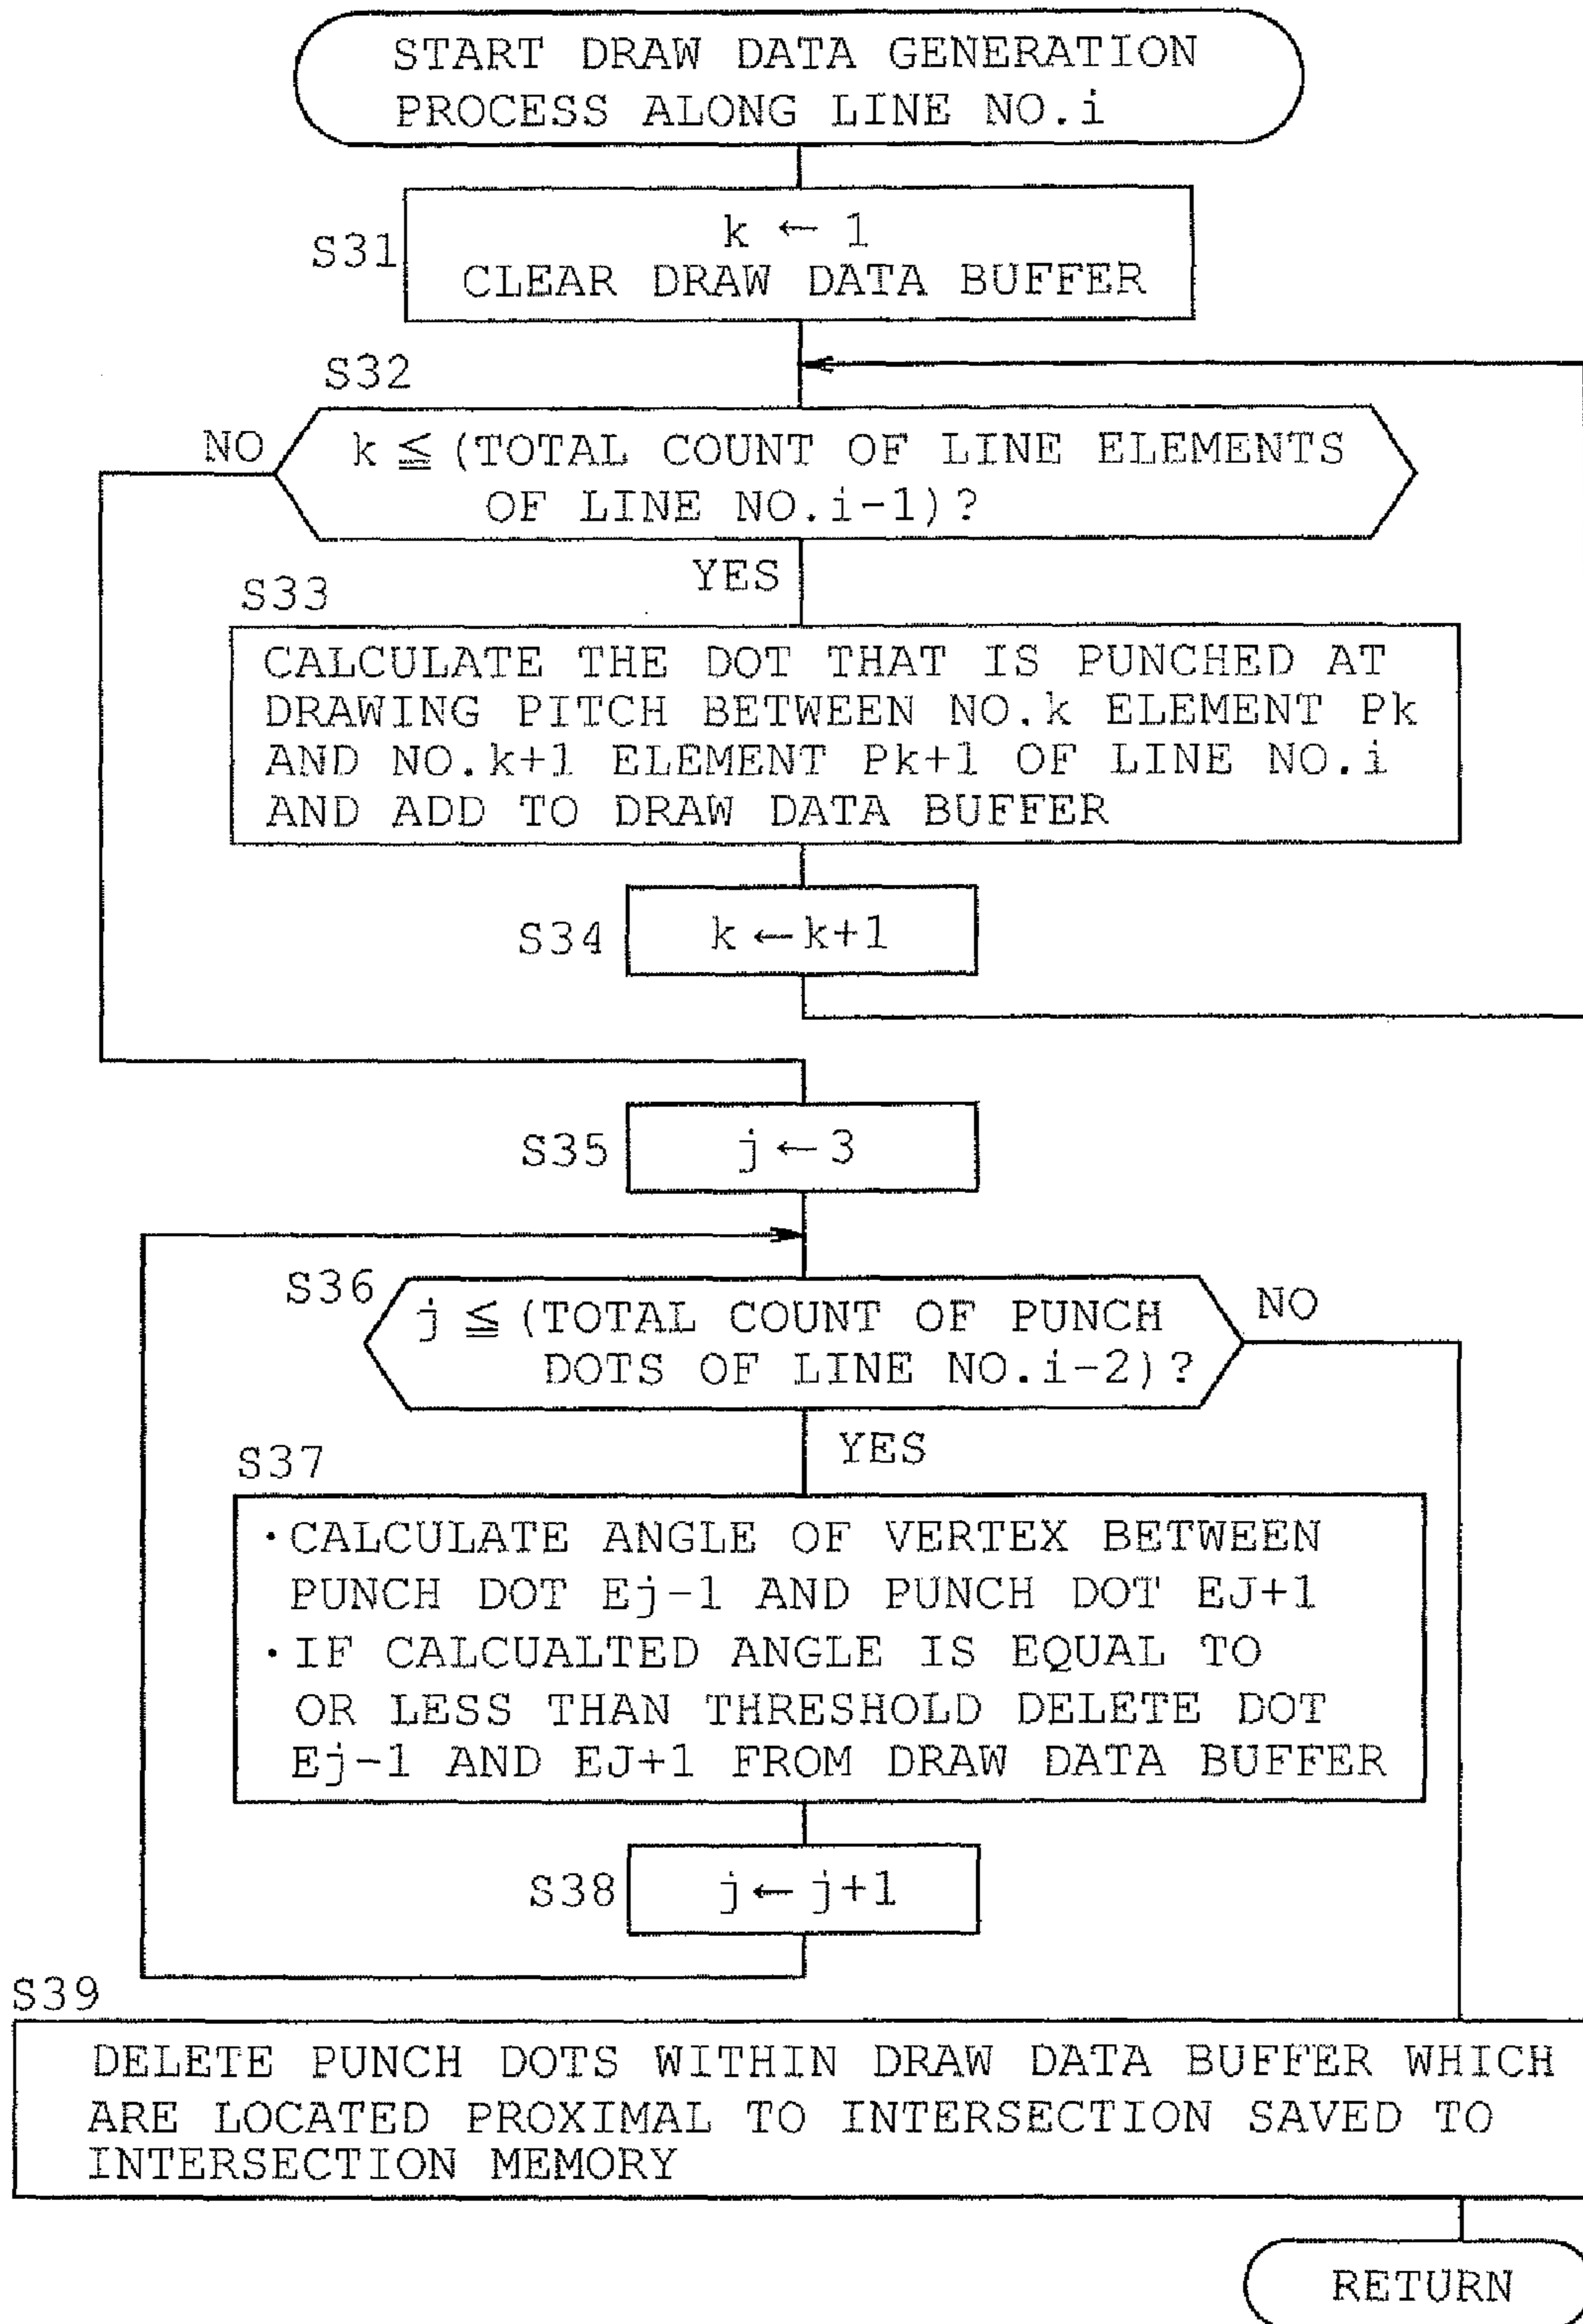 START DRAW DATA GENERATION
PROCESS ALONG LINE NO.i
S31
k ← 1
CLEAR DRAW DATA BUFFER
S32
NO
k ≦ (TOTAL COUNT OF LINE ELEMENTS
OF LINE NO.i-1)?
YES
S33
CALCULATE THE DOT THAT IS PUNCHED AT
DRAWING PITCH BETWEEN NO.k ELEMENT Pk
AND NO.k+1 ELEMENT Pk+1 OF LINE NO.i
AND ADD TO DRAW DATA BUFFER
S34
k ← k+1
S35
j ← 3
S36
j ≦ (TOTAL COUNT OF PUNCH
DOTS OF LINE NO.i-2)?
NO
YES
S37
・CALCULATE ANGLE OF VERTEX BETWEEN
PUNCH DOT Ej-1 AND PUNCH DOT EJ+1
・IF CALCUALTED ANGLE IS EQUAL TO
OR LESS THAN THRESHOLD DELETE DOT
Ej-1 AND EJ+1 FROM DRAW DATA BUFFER
S38
j ← j+1
S39
DELETE PUNCH DOTS WITHIN DRAW DATA BUFFER WHICH
ARE LOCATED PROXIMAL TO INTERSECTION SAVED TO
INTERSECTION MEMORY
RETURN